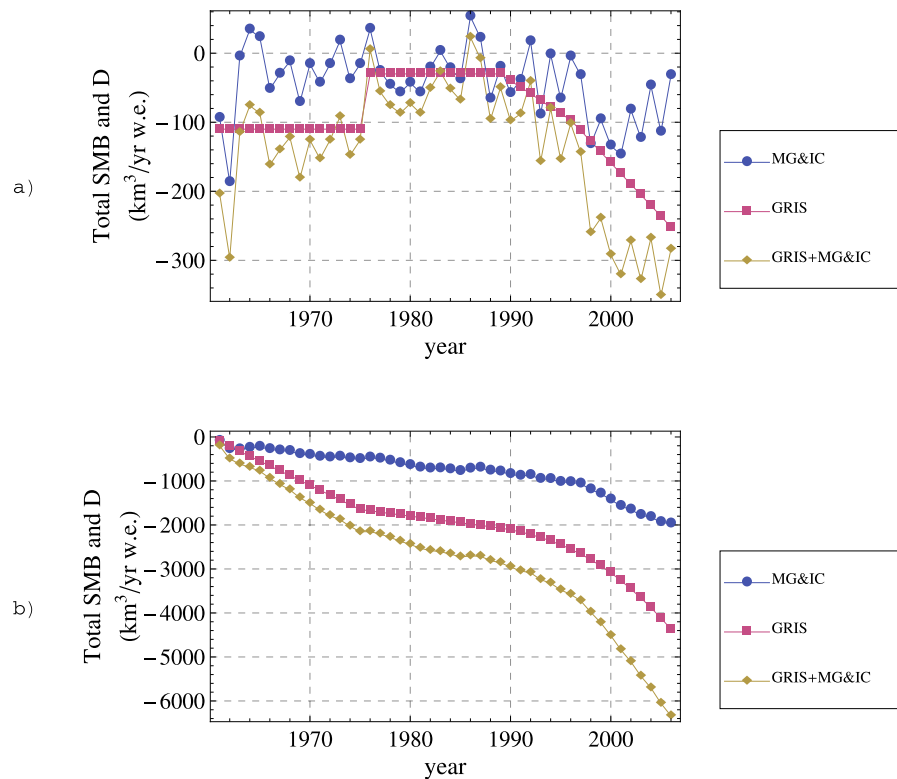 a)
Total SMB and D
(km³/yr w.e.)
0
−100
−200
−300
1970
1980
1990
2000
year
MG&IC
GRIS
GRIS+MG&IC
b)
Total SMB and D
(km³/yr w.e.)
0
−1000
−2000
−3000
−4000
−5000
−6000
1970
1980
1990
2000
year
MG&IC
GRIS
GRIS+MG&IC